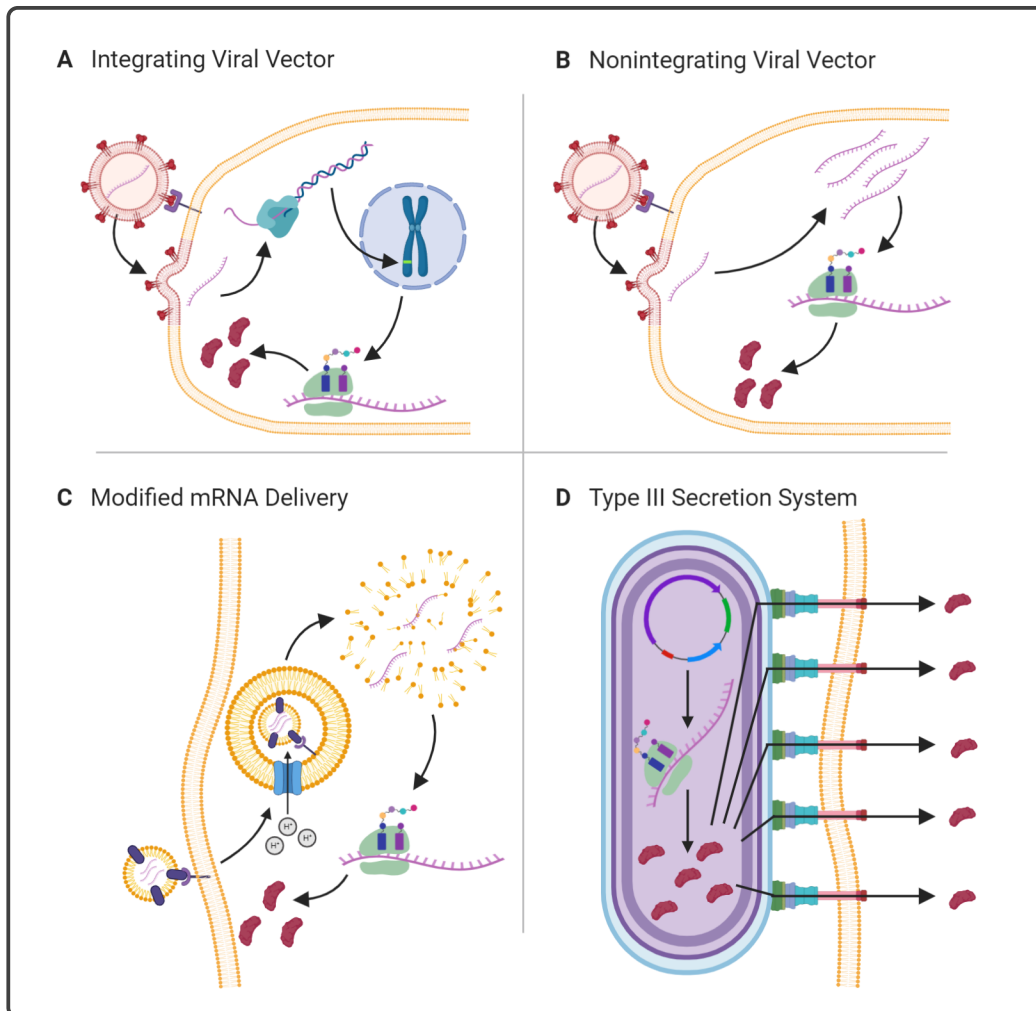 A Integrating Viral Vector
B Nonintegrating Viral Vector
C Modified mRNA Delivery
D Type III Secretion System
H⁺
H⁺
H⁺